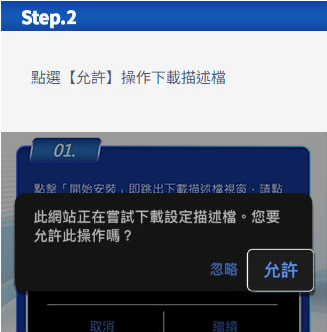 Step.2
點選【允許】操作下載描述檔
01.
點擊「開始安裝」即跳出下載描述檔視窗，請點
此網站正在嘗試下載設定描述檔。您要
允許此操作嗎？
忽略 允許
取消 繼續